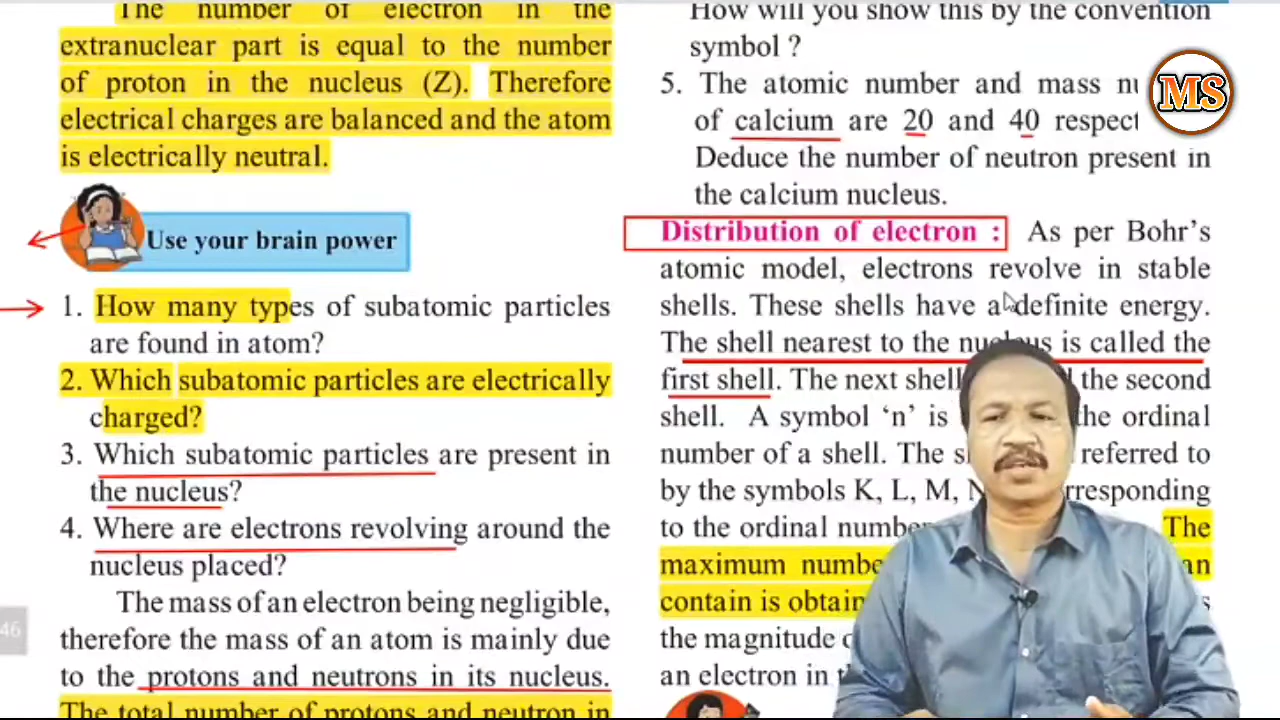 The number of electron in the
extranuclear part is equal to the number
of proton in the nucleus (Z). Therefore
electrical charges are balanced and the atom
is electrically neutral.
Use your brain power
1. How many types of subatomic particles
are found in atom?
2. Which subatomic particles are electrically
charged?
3. Which subatomic particles are present in
the nucleus?
4. Where are electrons revolving around the
nucleus placed?
The mass of an electron being negligible,
therefore the mass of an atom is mainly due
to the protons and neutrons in its nucleus.
The total number of protons and neutron in
46
How will you show this by the convention
symbol ?
5. The atomic number and mass
of calcium are 20 and 40
Deduce the number of neutron present in
the calcium nucleus.
Distribution of electron : As per Bohr's
atomic model, electrons revolve in stable
shells. These shells have a definite energy.
The shell nearest to the nucleus is called the
first shell. The next shell the second
shell. A symbol 'n' is the ordinal
number of a shell. The referred to
by the symbols K, L, M,
to the ordinal The
maximum
contain is
the magnitude
an electron in
MS